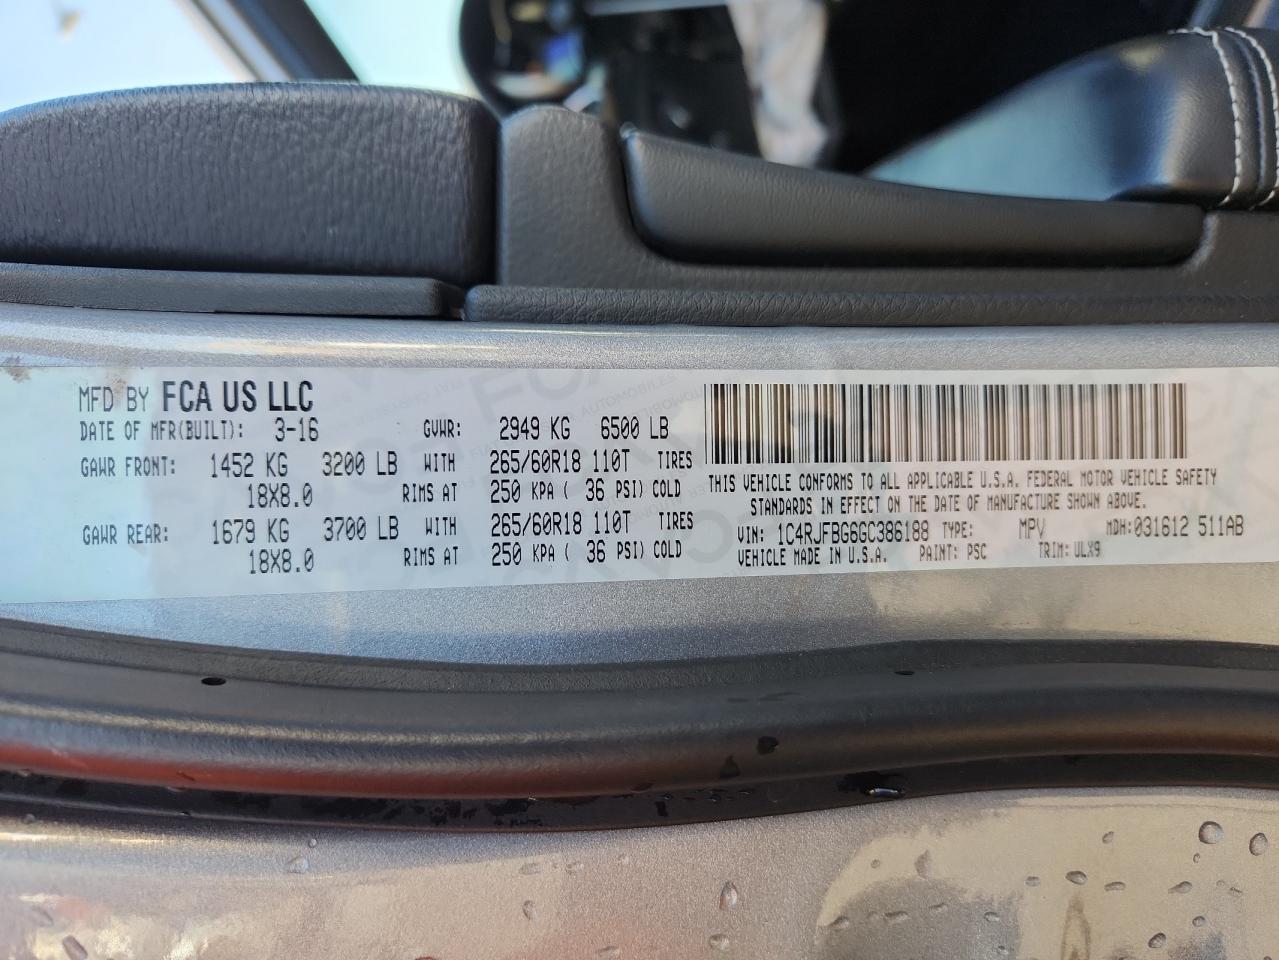 MFD BY FCA US LLC
DATE OF MFR(BUILT): 3-16 GVWR: 2949 KG 6500 LB
GAWR FRONT: 1452 KG 3200 LB WITH 265/60R18 110T TIRES
18X8.0 RIMS AT 250 KPA ( 36 PSI) COLD
GAWR REAR: 1679 KG 3700 LB WITH 265/60R18 110T TIRES
18X8.0 RIMS AT 250 KPA ( 36 PSI) COLD
THIS VEHICLE CONFORMS TO ALL APPLICABLE U.S.A. FEDERAL MOTOR VEHICLE SAFETY
STANDARDS IN EFFECT ON THE DATE OF MANUFACTURE SHOWN ABOVE.
VIN: 1C4RJFBG6GC386188 TYPE: MPV MDH:031612 511AB
VEHICLE MADE IN U.S.A. PAINT: PSC TRIM: ULX9